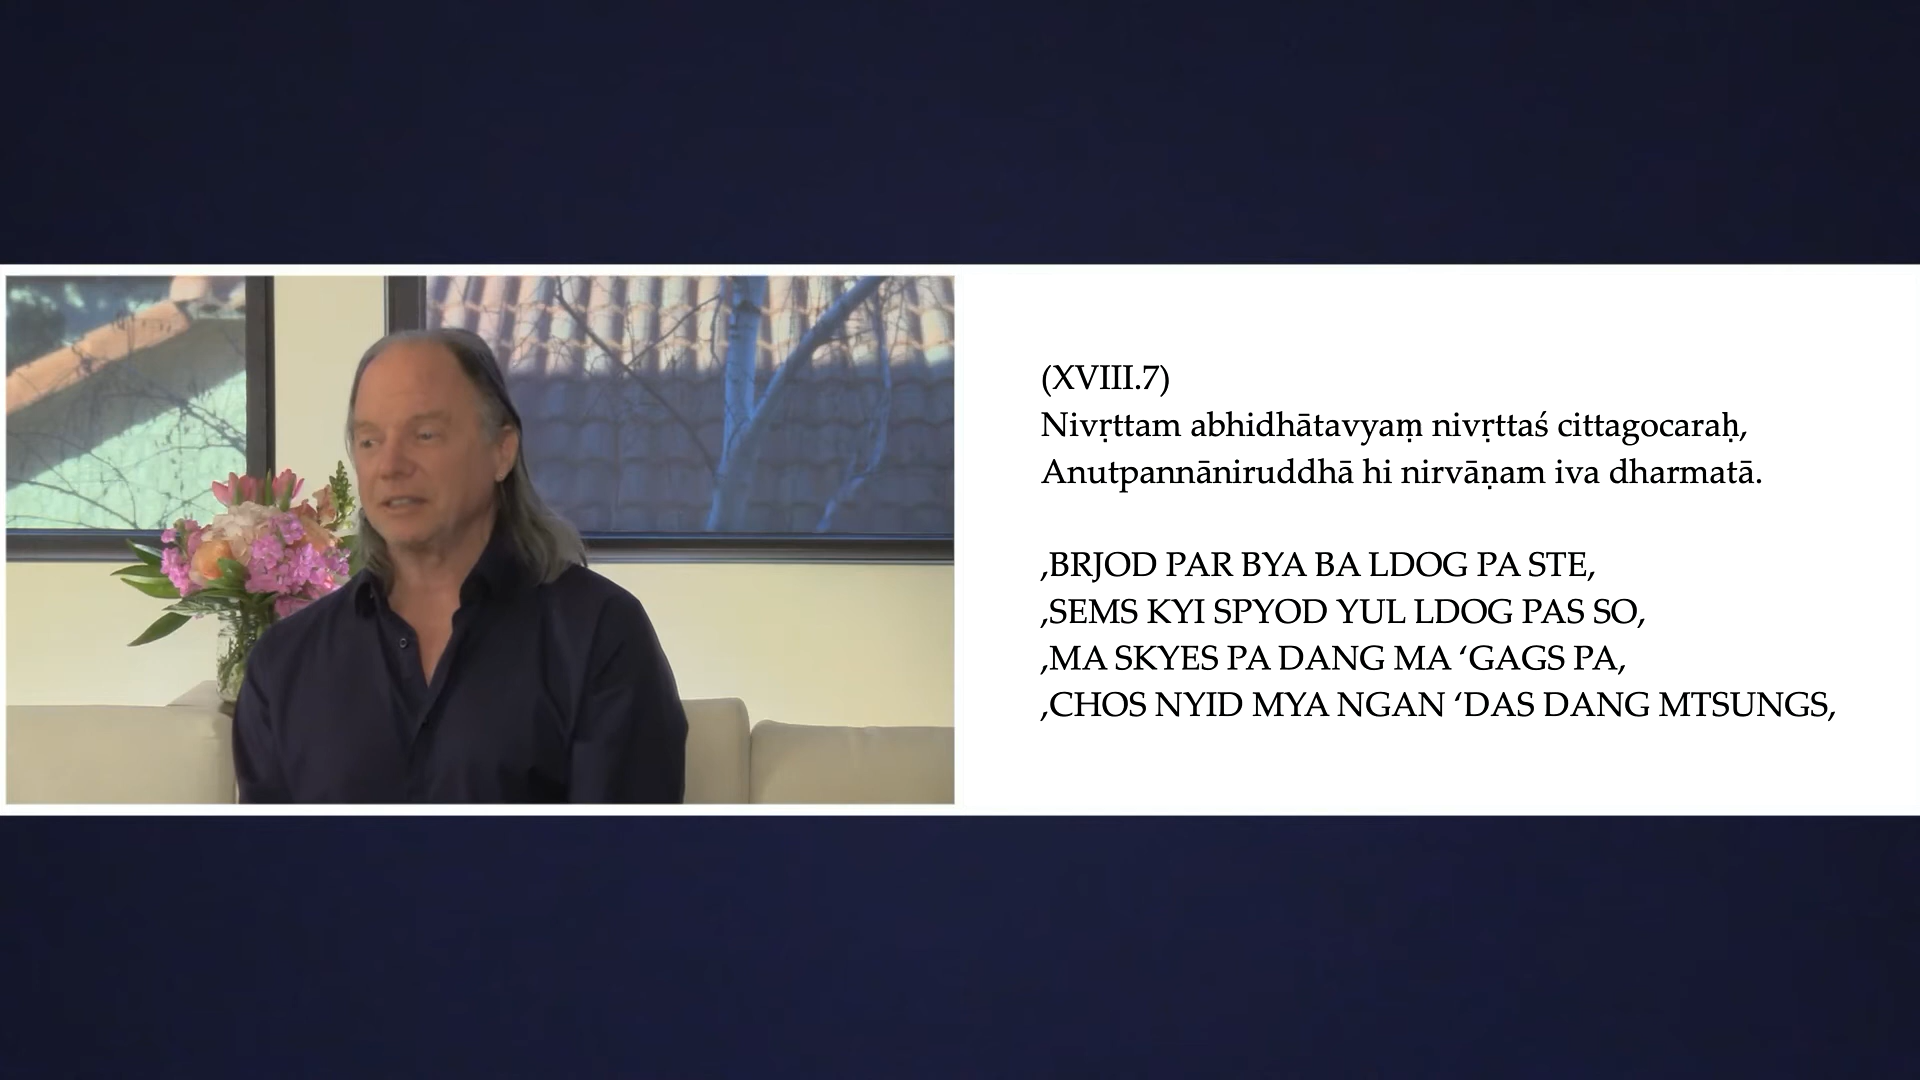 (XVIII.7)
Nivṛttam abhidhātavyaṃ nivṛttaś cittagocaraḥ,
Anutpannāniruddhā hi nirvāṇam iva dharmatā.
,BRJOD PAR BYA BA LDOG PA STE,
,SEMS KYI SPYOD YUL LDOG PAS SO,
,MA SKYES PA DANG MA ‘GAGS PA,
,CHOS NYID MYA NGAN ‘DAS DANG MTSUNGS,